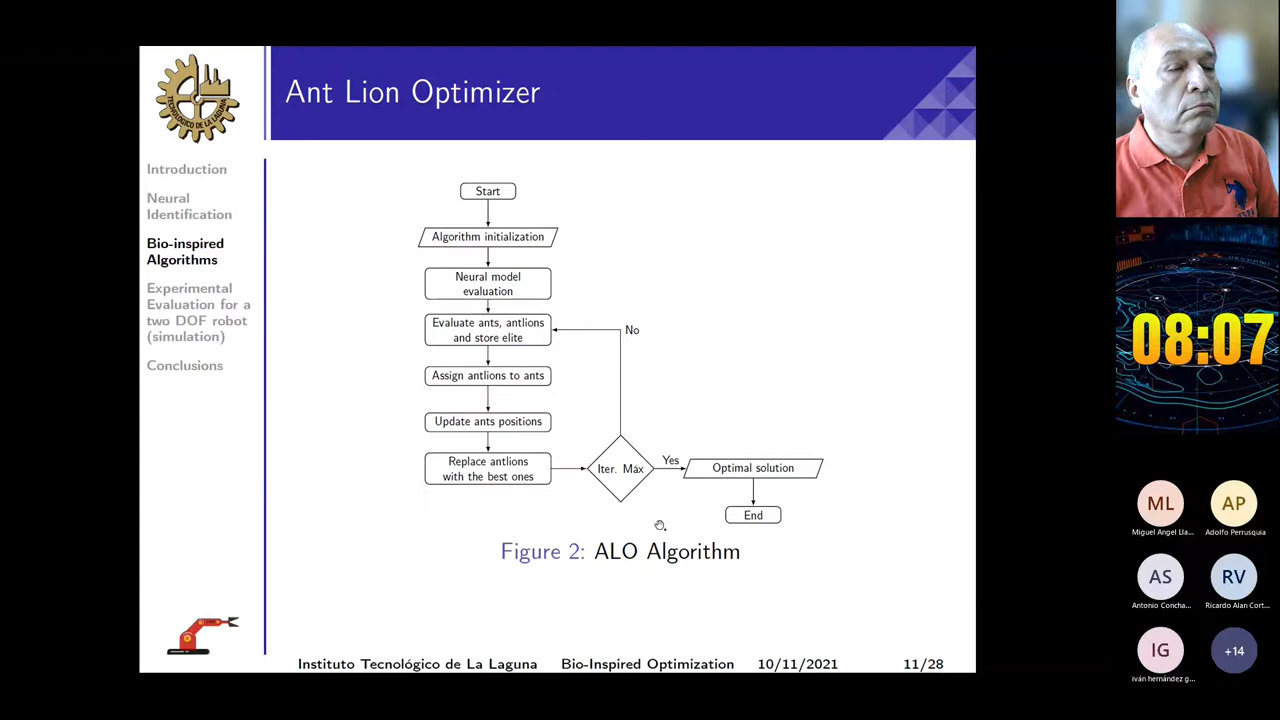 Ant Lion Optimizer
TECNOLOGICO DE LA LAGUNA
Introduction
Neural
Identification
Bio-inspired
Algorithms
Experimental
Evaluation for a
two DOF robot
(simulation)
Conclusions
Start
Algorithm initialization
Neural model
evaluation
Evaluate ants, antlions
and store elite
Assign antlions to ants
Update ants positions
Replace antlions
with the best ones
No
Iter. Máx
Yes
Optimal solution
End
Figure 2: ALO Algorithm
Instituto Tecnológico de La Laguna
Bio-Inspired Optimization
10/11/2021
11/28
08:07
ML
Miguel Angel Lla...
AP
Adolfo Perrusquia
AS
Antonio Concha...
RV
Ricardo Alan Cort...
IG
iván hernández g...
+14